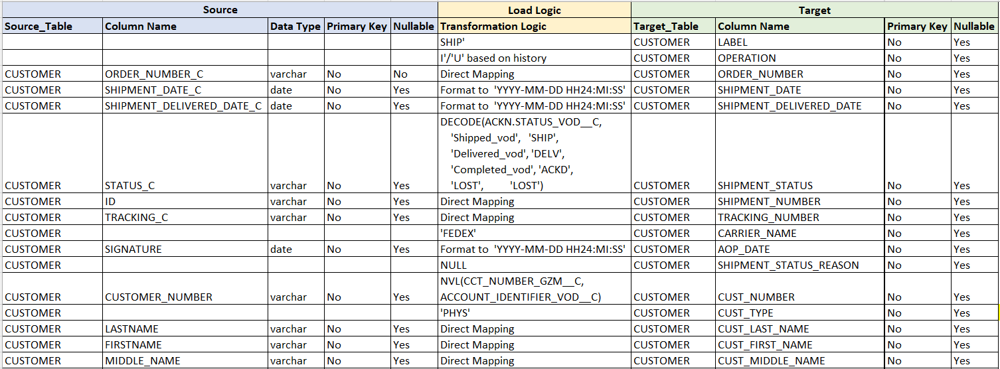 Source Load Logic Target
Source_Table Column Name Data Type Primary Key Nullable Transformation Logic Target_Table Column Name Primary Key Nullable
SHIP' CUSTOMER LABEL No Yes
I'/'U' based on history CUSTOMER OPERATION No Yes
CUSTOMER ORDER_NUMBER_C varchar No No Direct Mapping CUSTOMER ORDER_NUMBER No Yes
CUSTOMER SHIPMENT_DATE_C date No Yes Format to 'YYYY-MM-DD HH24:MI:SS' CUSTOMER SHIPMENT_DATE No Yes
CUSTOMER SHIPMENT_DELIVERED_DATE_C date No Yes Format to 'YYYY-MM-DD HH24:MI:SS' CUSTOMER SHIPMENT_DELIVERED_DATE No Yes
DECODE(ACKN.STATUS_VOD__C,
'Shipped_vod', 'SHIP',
'Delivered_vod', 'DELV',
'Completed_vod', 'ACKD',
CUSTOMER STATUS_C varchar No Yes 'LOST', 'LOST') CUSTOMER SHIPMENT_STATUS No Yes
CUSTOMER ID varchar No Yes Direct Mapping CUSTOMER SHIPMENT_NUMBER No Yes
CUSTOMER TRACKING_C varchar No Yes Direct Mapping CUSTOMER TRACKING_NUMBER No Yes
CUSTOMER 'FEDEX' CUSTOMER CARRIER_NAME No Yes
CUSTOMER SIGNATURE date No Yes Format to 'YYYY-MM-DD HH24:MI:SS' CUSTOMER AOP_DATE No Yes
CUSTOMER NULL CUSTOMER SHIPMENT_STATUS_REASON No Yes
NVL(CCT_NUMBER_GZM__C,
CUSTOMER CUSTOMER_NUMBER varchar No Yes ACCOUNT_IDENTIFIER_VOD__C) CUSTOMER CUST_NUMBER No Yes
CUSTOMER 'PHYS' CUSTOMER CUST_TYPE No Yes
CUSTOMER LASTNAME varchar No Yes Direct Mapping CUSTOMER CUST_LAST_NAME No Yes
CUSTOMER FIRSTNAME varchar No Yes Direct Mapping CUSTOMER CUST_FIRST_NAME No Yes
CUSTOMER MIDDLE_NAME varchar No Yes Direct Mapping CUSTOMER CUST_MIDDLE_NAME No Yes